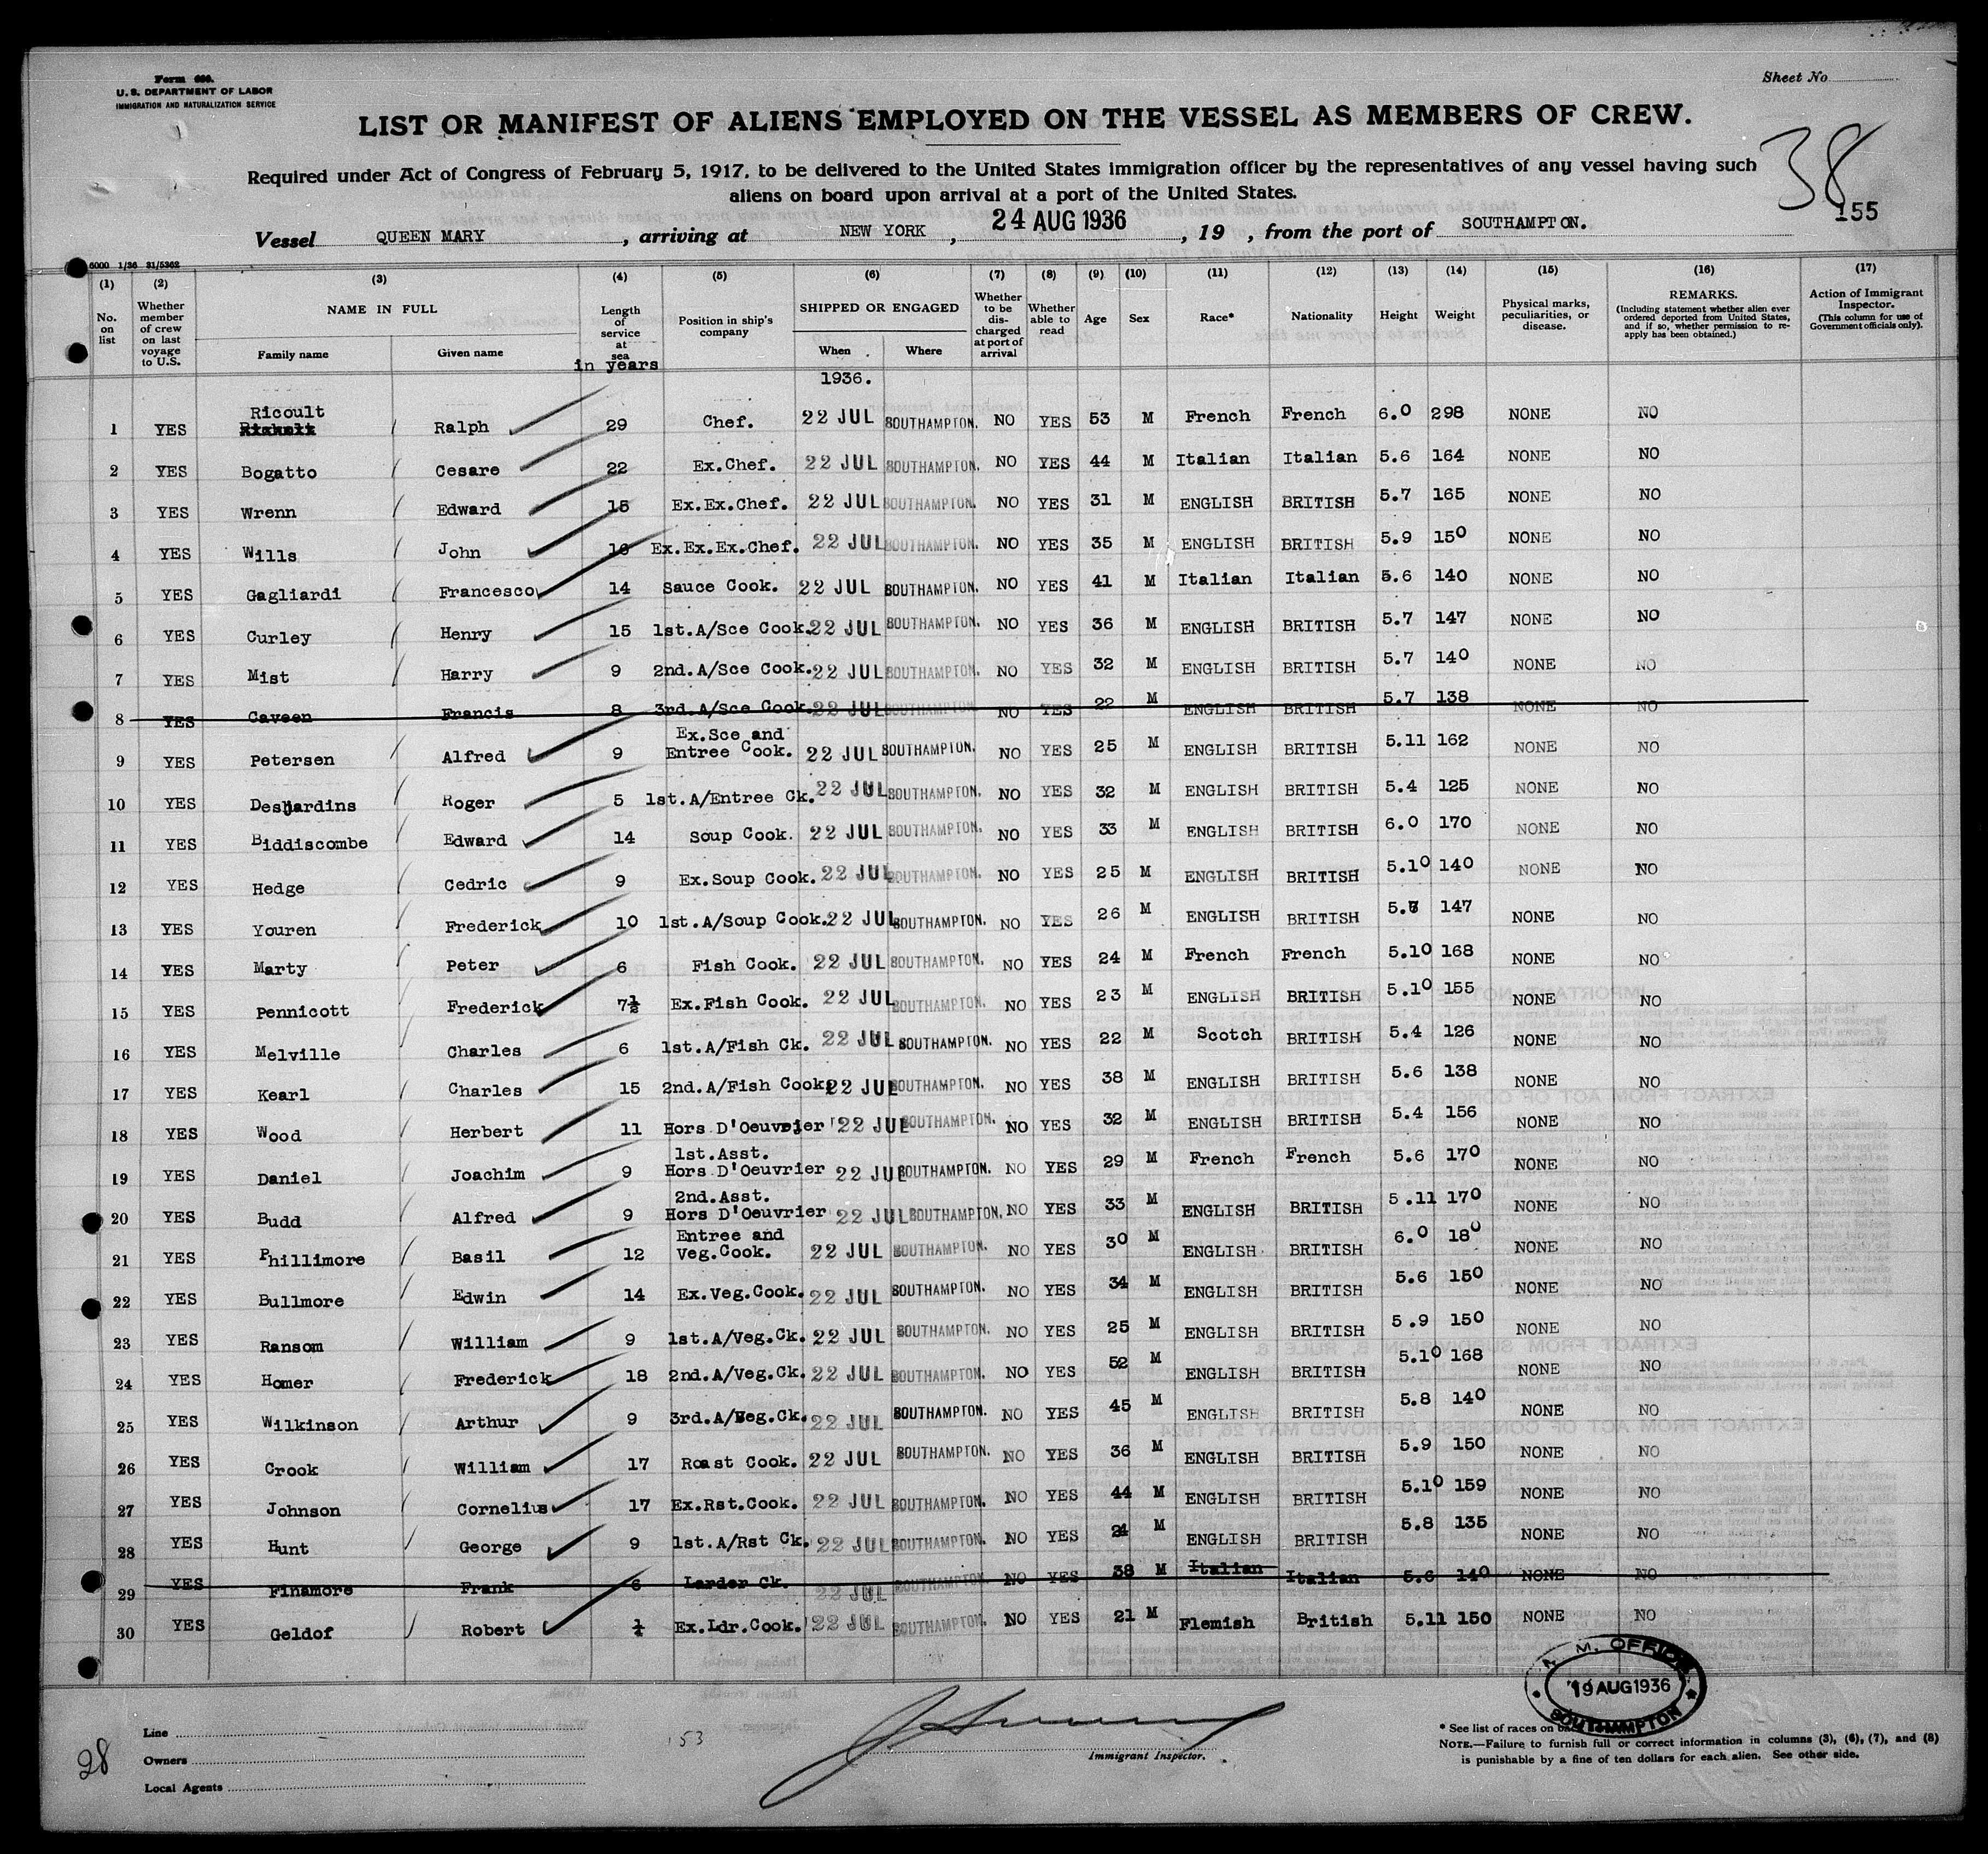 Form 689.
U. S. DEPARTMENT OF LABOR
IMMIGRATION AND NATURALIZATION SERVICE
Sheet No
LIST OR MANIFEST OF ALIENS EMPLOYED ON THE VESSEL AS MEMBERS OF CREW.
Required under Act of Congress of February 5, 1917, to be delivered to the United States immigration officer by the representatives of any vessel having such
aliens on board upon arrival at a port of the United States.
38
155
Vessel QUEEN MARY, arriving at NEW YORK, 24 AUG 1936, 19 , from the port of SOUTHAMPTON.
6000 1/36 31/5362
(1) (2) (3) (4) (5) (6) (7) (8) (9) (10) (11) (12) (13) (14) (15) (16) (17)
No. on list
Whether member of crew on last voyage to U.S.
NAME IN FULL
Family name
Given name
Length of service at sea
in years
Position in ship's company
SHIPPED OR ENGAGED
When
Where
Whether to be discharged at port of arrival
Whether able to read
Age
Sex
Race*
Nationality
Height
Weight
Physical marks, peculiarities, or disease.
REMARKS.
(Including statement whether alien ever ordered deported from United States, and if so, whether permission to reapply has been obtained.)
Action of Immigrant Inspector.
(This column for use of Government officials only).
1936.
1 YES Ricoult Ralph 29 Chef. 22 JUL SOUTHAMPTON. NO YES 53 M French French 6.0 298 NONE NO
2 YES Bogatto Cesare 22 Ex.Chef. 22 JUL SOUTHAMPTON. NO YES 44 M Italian Italian 5.6 164 NONE NO
3 YES Wrenn Edward 15 Ex.Ex.Chef. 22 JUL SOUTHAMPTON. NO YES 31 M ENGLISH BRITISH 5.7 165 NONE NO
4 YES Wills John 16 Ex.Ex.Ex.Chef. 22 JUL SOUTHAMPTON. NO YES 35 M ENGLISH BRITISH 5.9 150 NONE NO
5 YES Gagliardi Francesco 14 Sauce Cook. 22 JUL SOUTHAMPTON. NO YES 41 M Italian Italian 5.6 140 NONE NO
6 YES Curley Henry 15 1st.A/Sce Cook. 22 JUL SOUTHAMPTON. NO YES 36 M ENGLISH BRITISH 5.7 147 NONE NO
7 YES Mist Harry 9 2nd.A/Sce Cook. 22 JUL SOUTHAMPTON. NO YES 32 M ENGLISH BRITISH 5.7 140 NONE NO
8 YES Caveen Francis 8 3rd.A/Sce Cook. 22 JUL SOUTHAMPTON. NO YES 22 M ENGLISH BRITISH 5.7 138 NONE NO
9 YES Petersen Alfred 9 Ex.Sce and Entree Cook. 22 JUL SOUTHAMPTON. NO YES 25 M ENGLISH BRITISH 5.11 162 NONE NO
10 YES Desjardins Roger 5 1st.A/Entree Ck. 22 JUL SOUTHAMPTON. NO YES 32 M ENGLISH BRITISH 5.4 125 NONE NO
11 YES Biddiscombe Edward 14 Soup Cook. 22 JUL SOUTHAMPTON. NO YES 33 M ENGLISH BRITISH 6.0 170 NONE NO
12 YES Hedge Cedric 9 Ex.Soup Cook. 22 JUL SOUTHAMPTON. NO YES 25 M ENGLISH BRITISH 5.10 140 NONE NO
13 YES Youren Frederick 10 1st.A/Soup Cook. 22 JUL SOUTHAMPTON. NO YES 26 M ENGLISH BRITISH 147 NONE NO
14 YES Marty Peter 6 Fish Cook. 22 JUL SOUTHAMPTON. NO YES 24 M French French 5.10 168 NONE NO
15 YES Pennicott Frederick 7½ Ex.Fish Cook. 22 JUL SOUTHAMPTON. NO YES 23 M ENGLISH BRITISH 5.10 155 NONE NO
16 YES Melville Charles 6 1st.A/Fish Ck. 22 JUL SOUTHAMPTON. NO YES 22 M Scotch BRITISH 5.4 126 NONE NO
17 YES Kearl Charles 15 2nd.A/Fish Cook. 22 JUL SOUTHAMPTON. NO YES 38 M ENGLISH BRITISH 5.6 138 NONE NO
18 YES Wood Herbert 11 Hors D'Oeuvrier 22 JUL SOUTHAMPTON. NO YES 32 M ENGLISH BRITISH 5.4 156 NONE NO
19 YES Daniel Joachim 9 1st.Asst. Hors D'Oeuvrier 22 JUL SOUTHAMPTON. NO YES 29 M French French 5.6 170 NONE NO
20 YES Budd Alfred 9 2nd.Asst. Hors D'Oeuvrier 22 JUL SOUTHAMPTON. NO YES 33 M ENGLISH BRITISH 5.11 170 NONE NO
21 YES Phillimore Basil 12 Entree and Veg.Cook. 22 JUL SOUTHAMPTON. NO YES 30 M ENGLISH BRITISH 6.0 180 NONE NO
22 YES Bullmore Edwin 14 Ex.Veg.Cook. 22 JUL SOUTHAMPTON. NO YES 34 M ENGLISH BRITISH 5.6 150 NONE NO
23 YES Ransom William 9 1st.A/Veg.Ck. 22 JUL SOUTHAMPTON. NO YES 25 M ENGLISH BRITISH 5.9 150 NONE NO
24 YES Homer Frederick 18 2nd.A/Veg.Ck. 22 JUL SOUTHAMPTON. NO YES 52 M ENGLISH BRITISH 5.10 168 NONE NO
25 YES Wilkinson Arthur 9 3rd.A/Veg.Ck. 22 JUL SOUTHAMPTON. NO YES 45 M ENGLISH BRITISH 5.8 140 NONE NO
26 YES Crook William 17 Roast Cook. 22 JUL SOUTHAMPTON. NO YES 36 M ENGLISH BRITISH 5.9 150 NONE NO
27 YES Johnson Cornelius 17 Ex.Rst.Cook. 22 JUL SOUTHAMPTON. NO YES 44 M ENGLISH BRITISH 5.10 159 NONE NO
28 YES Hunt George 9 1st.A/Rst Ck. 22 JUL SOUTHAMPTON. NO YES 24 M ENGLISH BRITISH 5.8 135 NONE NO
29 YES Finamore Frank 6 Larder Ck. 22 JUL SOUTHAMPTON. NO YES 38 M Italian Italian 5.6 140 NONE NO
30 YES Geldof Robert ¼ Ex.Ldr.Cook. 22 JUL SOUTHAMPTON. NO YES 21 M Flemish British 5.11 150 NONE NO
M. OFFICE
19 AUG 1936
SOUTHAMPTON
28
Line
Owners
Local Agents
153
Immigrant Inspector.
* See list of races on
NOTE.—Failure to furnish full or correct information in columns (3), (6), (7), and (8)
is punishable by a fine of ten dollars for each alien. See other side.